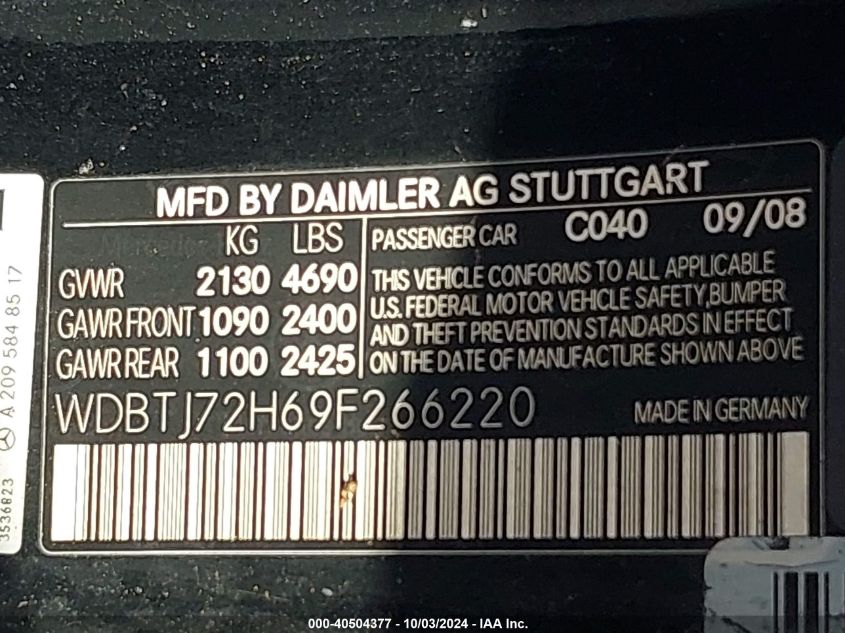 MFD BY DAIMLER AG STUTTGART
KG LBS PASSENGER CAR C040 09/08
GVWR 2130 4690 THIS VEHICLE CONFORMS TO ALL APPLICABLE
U.S. FEDERAL MOTOR VEHICLE SAFETY,BUMPER
GAWR FRONT 1090 2400 AND THEFT PREVENTION STANDARDS IN EFFECT
GAWR REAR 1100 2425 ON THE DATE OF MANUFACTURE SHOWN ABOVE
WDBTJ72H69F266220 MADE IN GERMANY
A 209 584 85 17
3536823
000-40504377 - 10/03/2024 - IAA Inc.